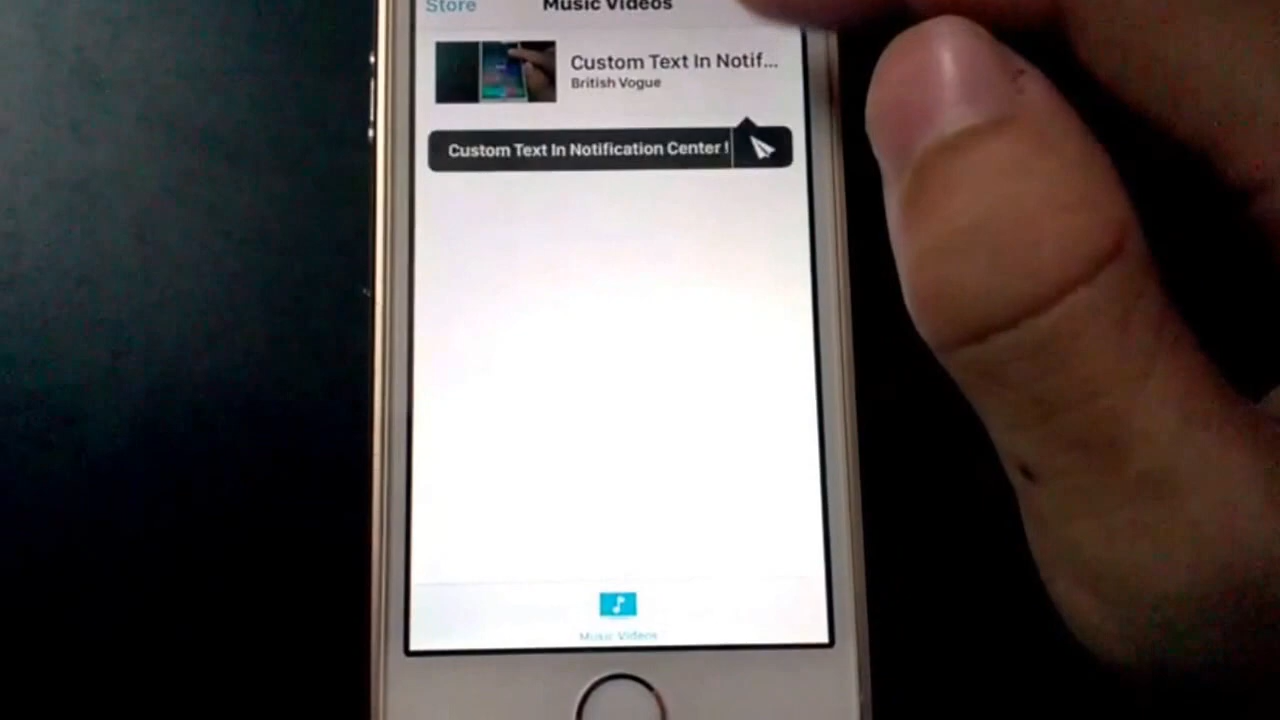 Store
Music Videos
Custom Text In Notif...
British Vogue
Custom Text In Notification Center !
Music Videos